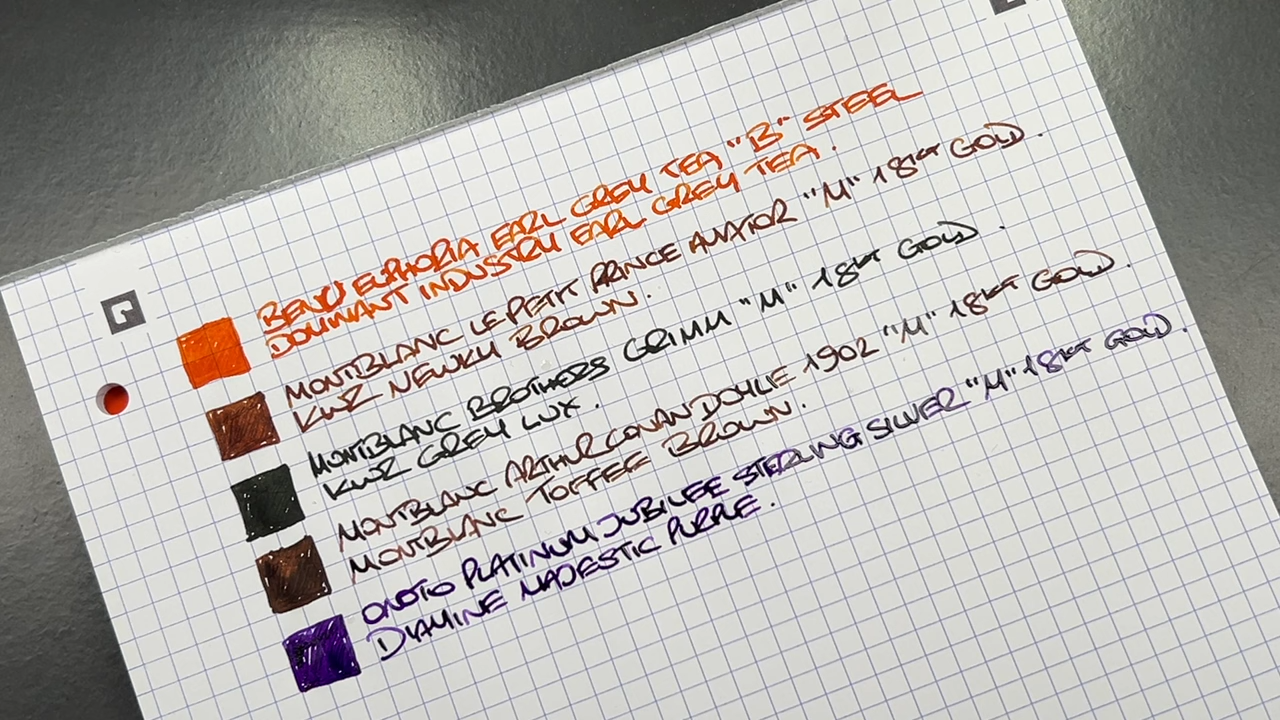 BENU EUPHORIA EARL GREY TEA "B" STEEL
DOMINANT INDUSTRY EARL GREY TEA.
MONTBLANC LE PETIT PRINCE AVIATOR "M" 18KT GOLD.
KWZ NEWKY BROWN.
MONTBLANC BROTHERS GRIMM "M" 18KT GOLD.
KWZ GREY LUX.
MONTBLANC ARTHUR CONAN DOYLE 1902 "M" 18KT GOLD.
MONTBLANC TOFFEE BROWN.
ONOTO PLATINUM JUBILEE STERLING SILVER "M" 18KT GOLD.
DIAMINE MAJESTIC PURPLE.